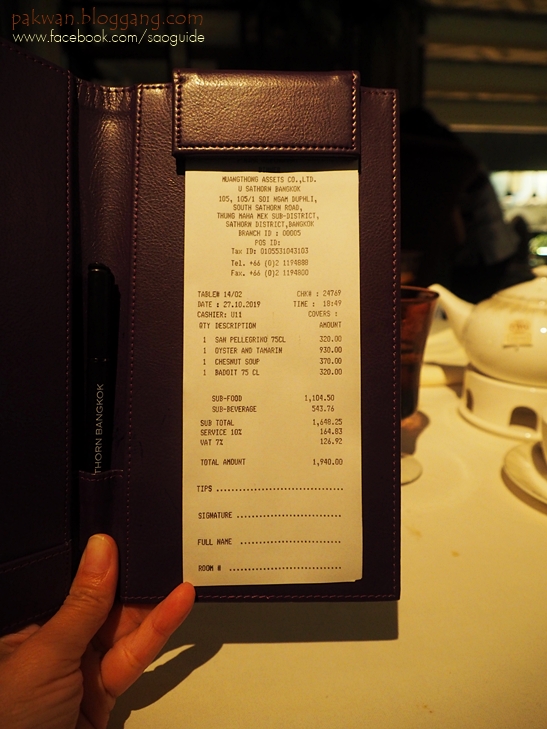 pakwan.bloggang.com
www.facebook.com/saoguide
MUANGTHONG ASSETS CO.,LTD.
U SATHORN BANGKOK
105, 105/1 SOI NGAM DUPHLI,
SOUTH SATHORN ROAD,
THUNG MAHA MEK SUB-DISTRICT,
SATHORN DISTRICT,BANGKOK
BRANCH ID : 00005
POS ID:
Tax ID: 0105531043103
Tel. +66 (0)2 1194888
Fax. +66 (0)2 1194800
TABLE# 14/02 CHK# : 24769
DATE : 27.10.2019 TIME : 18:49
CASHIER: U11 COVERS :
QTY DESCRIPTION AMOUNT
1 SAN PELLEGRINO 75CL 320.00
1 OYSTER AND TAMARIN 930.00
1 CHESNUT SOUP 370.00
1 BADOIT 75 CL 320.00
SUB-FOOD 1,104.50
SUB-BEVERAGE 543.76
SUB TOTAL 1,648.25
SERVICE 10% 164.83
VAT 7% 126.92
TOTAL AMOUNT 1,940.00
TIPS ................................
SIGNATURE ...........................
FULL NAME ..........................
ROOM # .............................
THORN BANGKOK